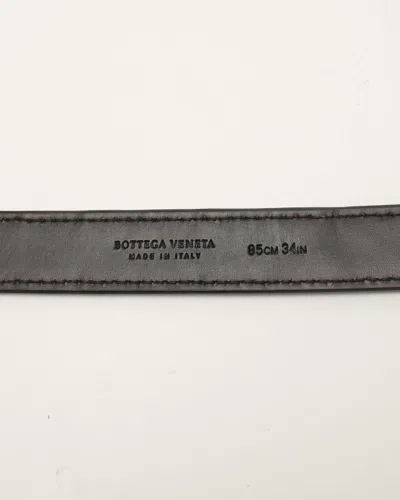 BOTTEGA VENETA 85CM 34IN
MADE IN ITALY